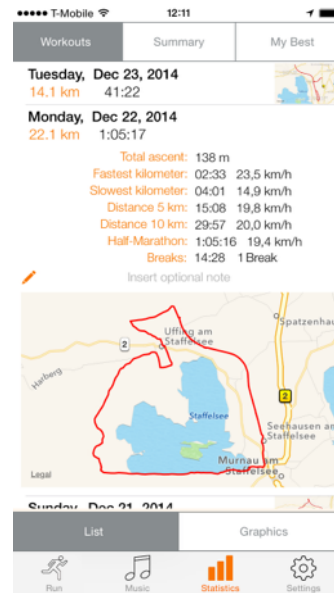 T-Mobile 12:11
Workouts Summary My Best
Tuesday, Dec 23, 2014
14.1 km 41:22
Monday, Dec 22, 2014
22.1 km 1:05:17
Total ascent: 138 m
Fastest kilometer: 02:33 23,5 km/h
Slowest kilometer: 04:01 14,9 km/h
Distance 5 km: 15:08 19,8 km/h
Distance 10 km: 29:57 20,0 km/h
Half-Marathon: 1:05:16 19,4 km/h
Breaks: 14:28 1 Break
Insert optional note
Spatzenhau
Uffing am
Staffelsee
2
Harberg
2
Staffelsee
Seehausen am
Staffelsee
Murnau am
Staffelsee
Legal
Sunday, Dec 21, 2014
List Graphics
Run Music Statistics Settings